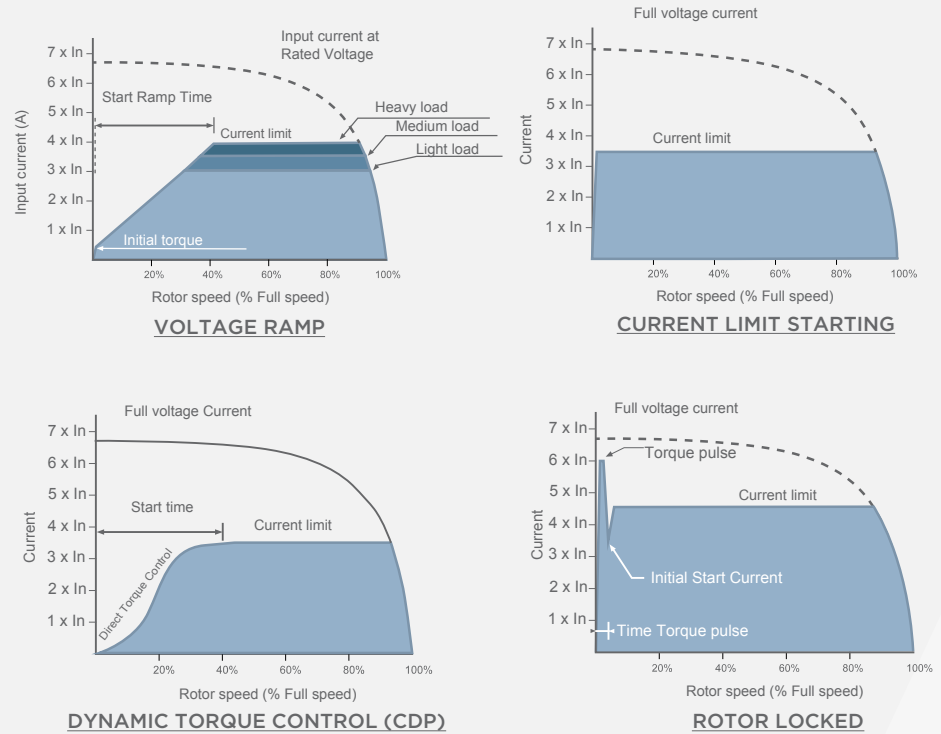 Input current at
Rated Voltage
7 x In
6 x In
5 x In
4 x In
3 x In
2 x In
1 x In
Input current (A)
Start Ramp Time
Current limit
Heavy load
Medium load
Light load
Initial torque
20%
40%
60%
80%
100%
Rotor speed (% Full speed)
VOLTAGE RAMP
Full voltage current
7 x In
6 x In
5 x In
4 x In
3 x In
2 x In
1 x In
Current
Current limit
20%
40%
60%
80%
100%
Rotor speed (% Full speed)
CURRENT LIMIT STARTING
Full voltage Current
7 x In
6 x In
5 x In
4 x In
3 x In
2 x In
1 x In
Current
Start time
Current limit
Direct Torque Control
20%
40%
60%
80%
100%
Rotor speed (% Full speed)
DYNAMIC TORQUE CONTROL (CDP)
Full voltage current
7 x In
6 x In
5 x In
4 x In
3 x In
2 x In
1 x In
Current
Torque pulse
Current limit
Initial Start Current
Time Torque pulse
20%
40%
60%
80%
100%
Rotor speed (% Full speed)
ROTOR LOCKED